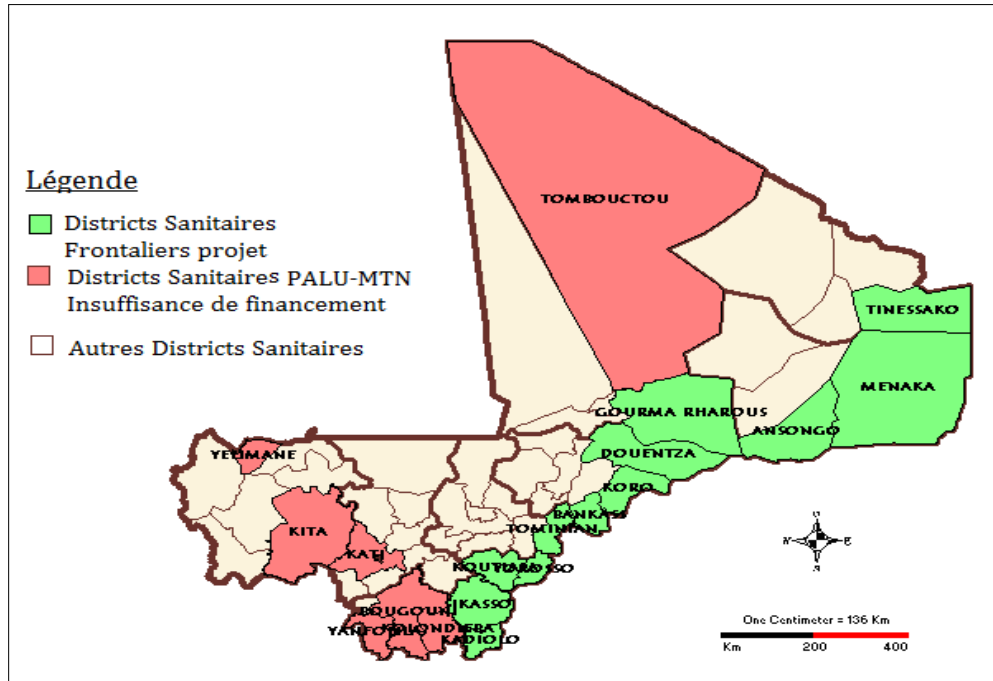 Légende
Districts Sanitaires
Frontaliers projet
Districts Sanitaires PALU-MTN
Insuffisance de financement
Autres Districts Sanitaires
TOMBOUCTOU
TINESSAKO
MENAKA
GOURMA RHAROUS
ANSONGO
DOUENTZA
YELIMANE
KORO
BANKASS
TOMINIAN
KITA
KATI
KOUTIALA
YOROSSO
BOUGOUNI
IKASSO
YANFOLILA
KOLONDIEBA
KADIOLO
N E
S
One Centimeter = 136 Km
Km 200 400